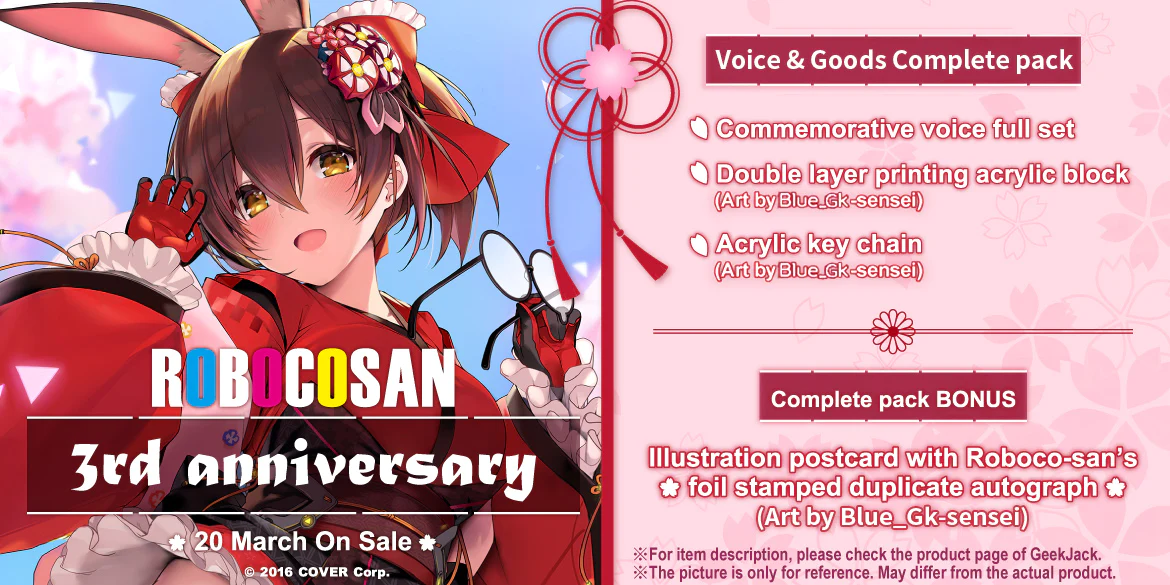 ROBOCOSAN
3rd anniversary
20 March On Sale
© 2016 COVER Corp.
Voice & Goods Complete pack
Commemorative voice full set
Double layer printing acrylic block
(Art by Blue_Gk-sensei)
Acrylic key chain
(Art by Blue_Gk-sensei)
Complete pack BONUS
Illustration postcard with Roboco-san's
foil stamped duplicate autograph
(Art by Blue_Gk-sensei)
※For item description, please check the product page of GeekJack.
※The picture is only for reference. May differ from the actual product.